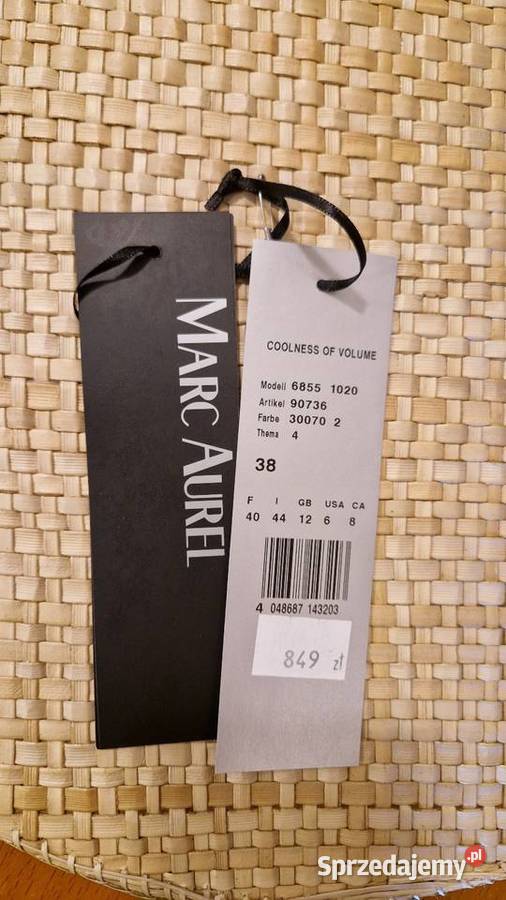 MARC AUREL
COOLNESS OF VOLUME
Modell 6855 1020
Artikel 90736
Farbe 30070 2
Thema 4
38
F I GB USA CA
40 44 12 6 8
4 048687 143203
849 zł
Sprzedajemy.pl